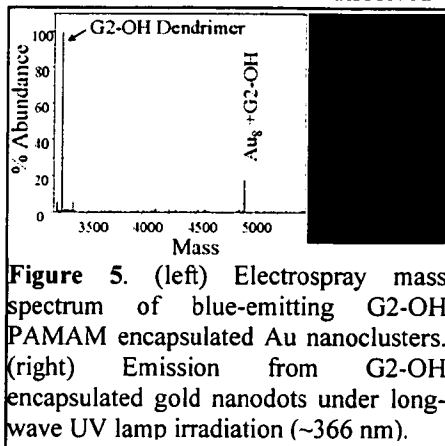 G2-OH Dendrimer
100
80
60
40
20
0
% Abundance
Au8 +G2-OH
3500 4000 4500 5000
Mass
Figure 5. (left) Electrospray mass
spectrum of blue-emitting G2-OH
PAMAM encapsulated Au nanoclusters.
(right) Emission from G2-OH
encapsulated gold nanodots under long-
wave UV lamp irradiation (~366 nm).